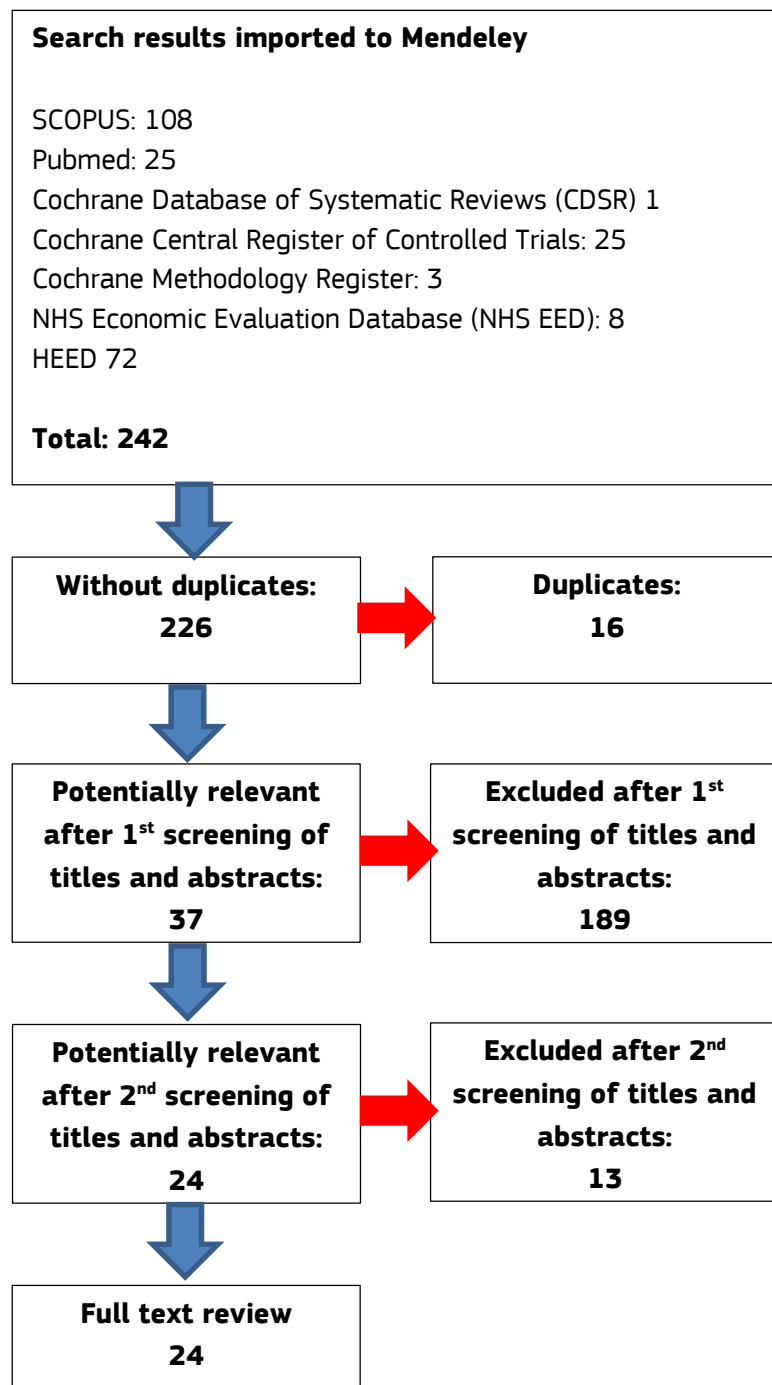 Search results imported to Mendeley
SCOPUS: 108
Pubmed: 25
Cochrane Database of Systematic Reviews (CDSR) 1
Cochrane Central Register of Controlled Trials: 25
Cochrane Methodology Register: 3
NHS Economic Evaluation Database (NHS EED): 8
HEED 72
Total: 242
Without duplicates:
226
Duplicates:
16
Potentially relevant
after 1st screening of
titles and abstracts:
37
Excluded after 1st
screening of titles and
abstracts:
189
Potentially relevant
after 2nd screening of
titles and abstracts:
24
Excluded after 2nd
screening of titles and
abstracts:
13
Full text review
24